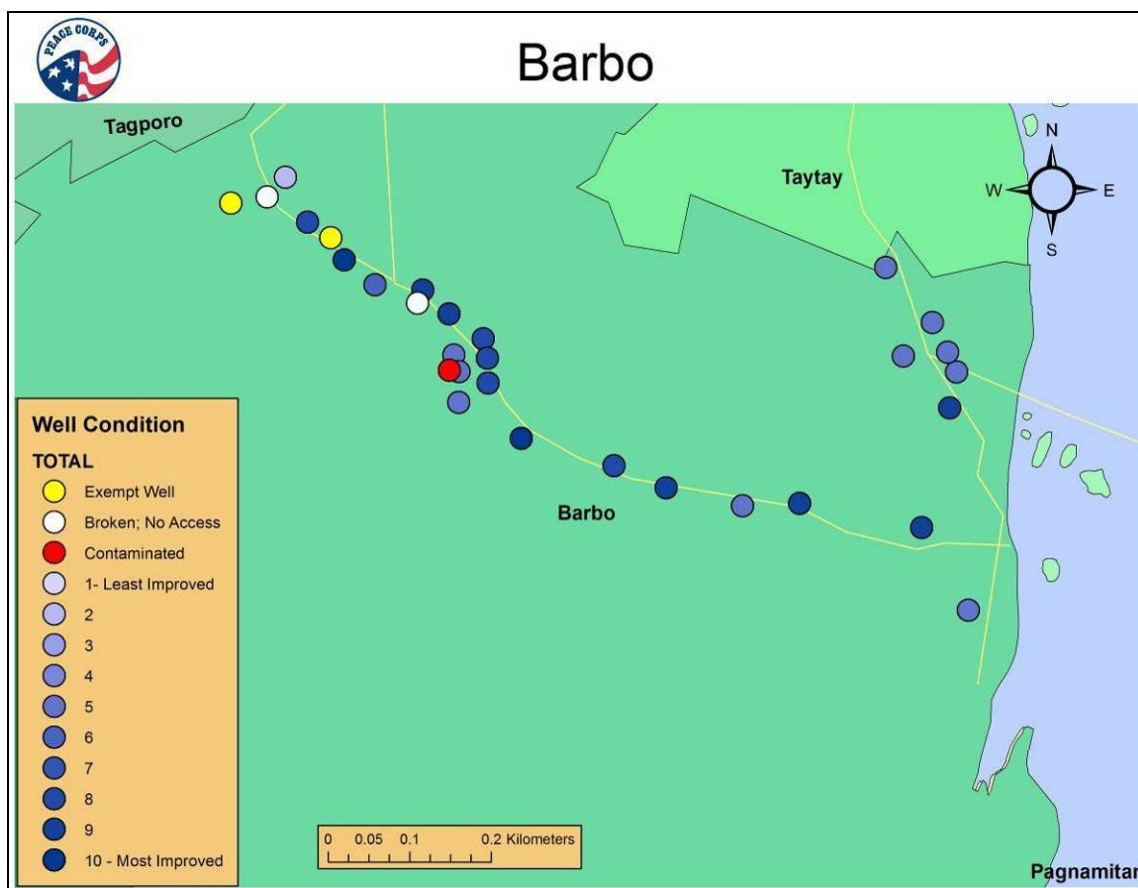 PEACE CORPS
Barbo
Tagporo
Taytay
N
W E
S
Barbo
Well Condition
TOTAL
Exempt Well
Broken; No Access
Contaminated
1- Least Improved
2
3
4
5
6
7
8
9
10 - Most Improved
0 0.05 0.1 0.2 Kilometers
Pagnamitan